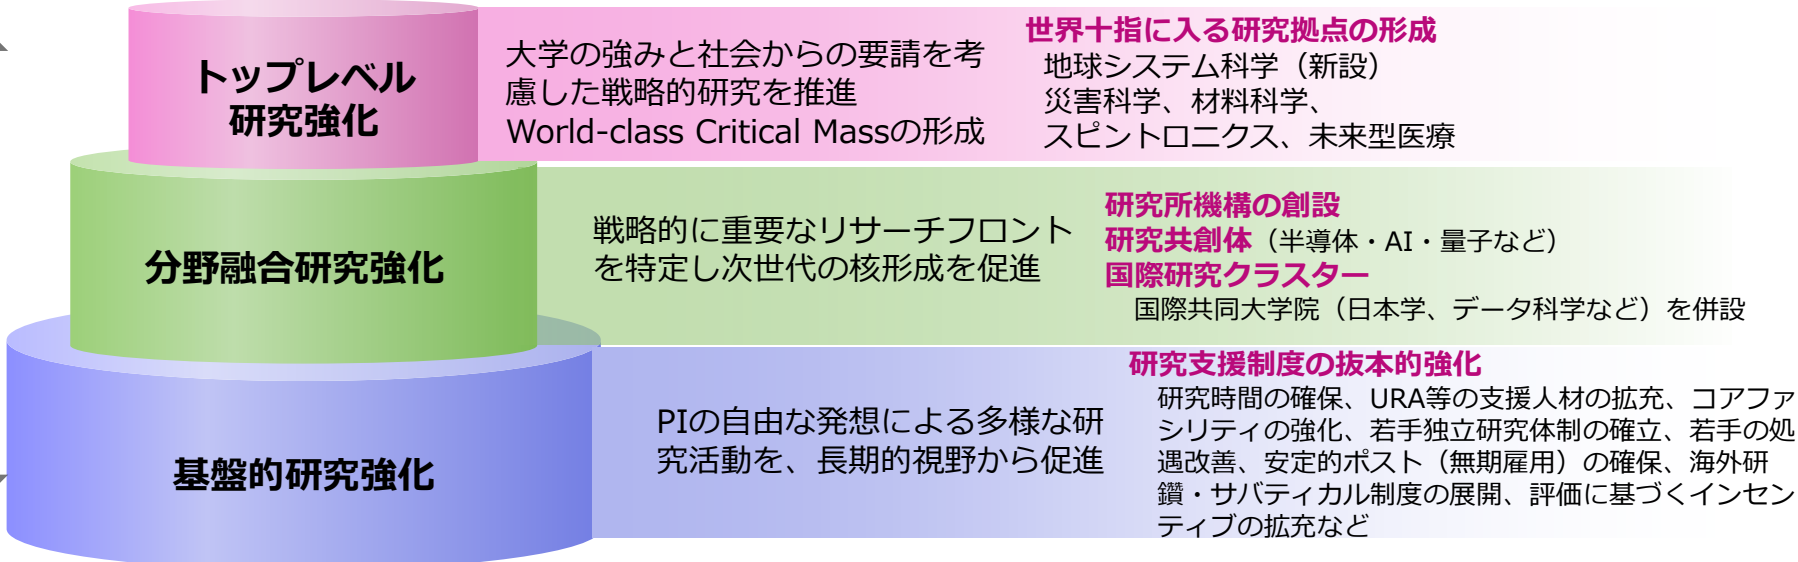 トップレベル
研究強化
大学の強みと社会からの要請を考
慮した戦略的研究を推進
World-class Critical Massの形成
世界十指に入る研究拠点の形成
地球システム科学（新設）
災害科学、材料科学、
スピントロニクス、未来型医療
分野融合研究強化
戦略的に重要なリサーチフロント
を特定し次世代の核形成を促進
研究所機構の創設
研究共創体（半導体・AI・量子など）
国際研究クラスター
国際共同大学院（日本学、データ科学など）を併設
基盤的研究強化
PIの自由な発想による多様な研
究活動を、長期的視野から促進
研究支援制度の抜本的強化
研究時間の確保、URA等の支援人材の拡充、コアファ
シリティの強化、若手独立研究体制の確立、若手の処
遇改善、安定的ポスト（無期雇用）の確保、海外研
鑽・サバティカル制度の展開、評価に基づくインセン
ティブの拡充など